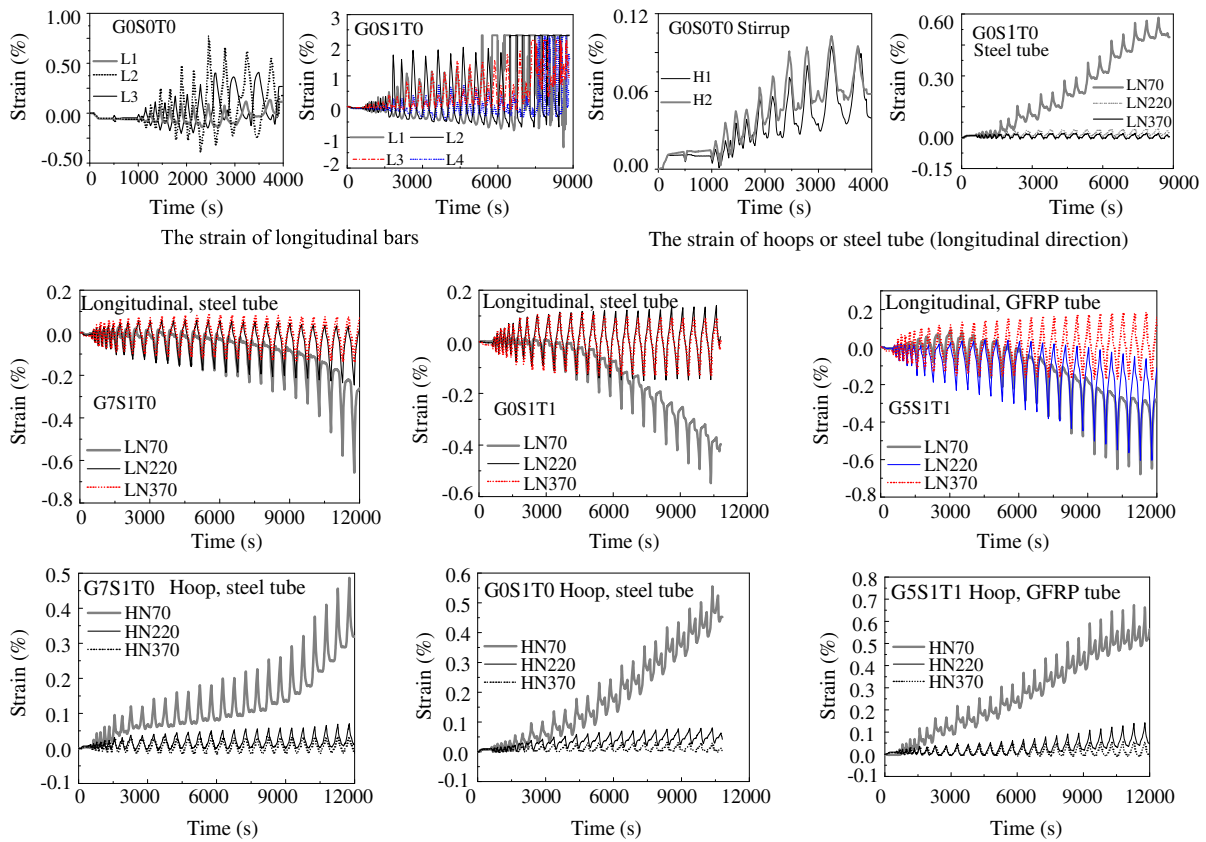 G0S0T0
1.00
0.50
0.00
-0.50
Strain (%)
L1
L2
L3
0 1000 2000 3000 4000
Time (s)
G0S1T0
3
2
1
0
-1
-2
Strain (%)
L1 L2
L3 L4
0 3000 6000 9000
Time (s)
The strain of longitudinal bars
G0S0T0 Stirrup
0.12
0.09
0.06
0.03
0.00
Strain (%)
H1
H2
0 1000 2000 3000 4000
Time (s)
G0S1T0
Steel tube
0.60
0.30
0.00
-0.15
Strain (%)
LN70
LN220
LN370
0 3000 6000 9000
Time (s)
The strain of hoops or steel tube (longitudinal direction)
Longitudinal, steel tube
0.2
0.0
-0.2
-0.4
-0.6
-0.8
Strain (%)
G7S1T0
LN70
LN220
LN370
0 3000 6000 9000 12000
Time (s)
Longitudinal, steel tube
0.2
0.0
-0.2
-0.4
-0.6
Strain (%)
G0S1T1
LN70
LN220
LN370
0 3000 6000 9000 12000
Time (s)
Longitudinal, GFRP tube
0.2
0.0
-0.2
-0.4
-0.6
-0.8
Strain (%)
G5S1T1
LN70
LN220
LN370
0 3000 6000 9000 12000
Time (s)
G7S1T0 Hoop, steel tube
0.5
0.4
0.3
0.2
0.1
0.0
-0.1
Strain (%)
HN70
HN220
HN370
0 3000 6000 9000 12000
Time (s)
G0S1T0 Hoop, steel tube
0.6
0.5
0.4
0.3
0.2
0.1
0.0
-0.1
Strain (%)
HN70
HN220
HN370
0 3000 6000 9000 12000
Time (s)
G5S1T1 Hoop, GFRP tube
0.8
0.7
0.6
0.5
0.4
0.3
0.2
0.1
0.0
-0.1
Strain (%)
HN70
HN220
HN370
0 3000 6000 9000 12000
Time (s)